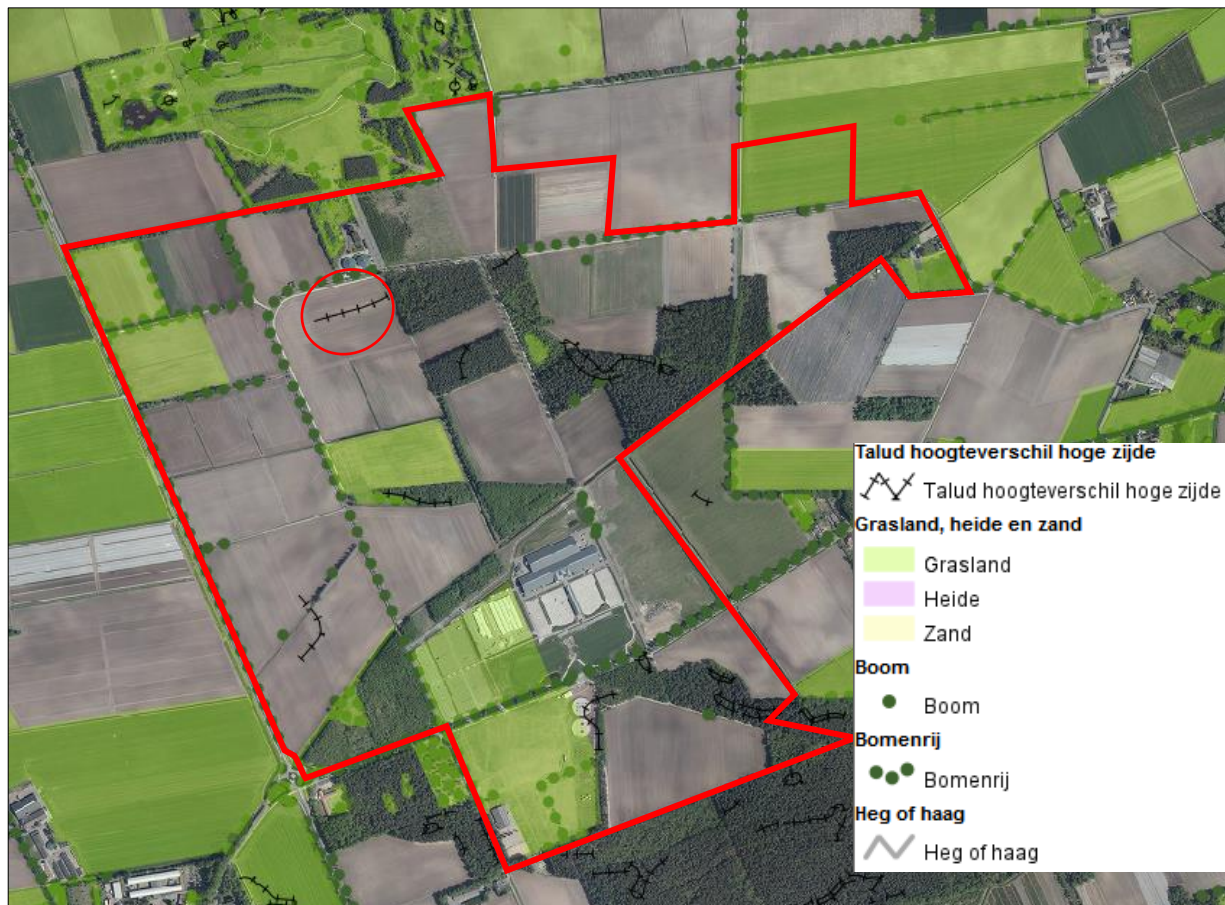 Talud hoogteverschil hoge zijde
Talud hoogteverschil hoge zijde
Grasland, heide en zand
Grasland
Heide
Zand
Boom
Boom
Bomenrij
Bomenrij
Heg of haag
Heg of haag